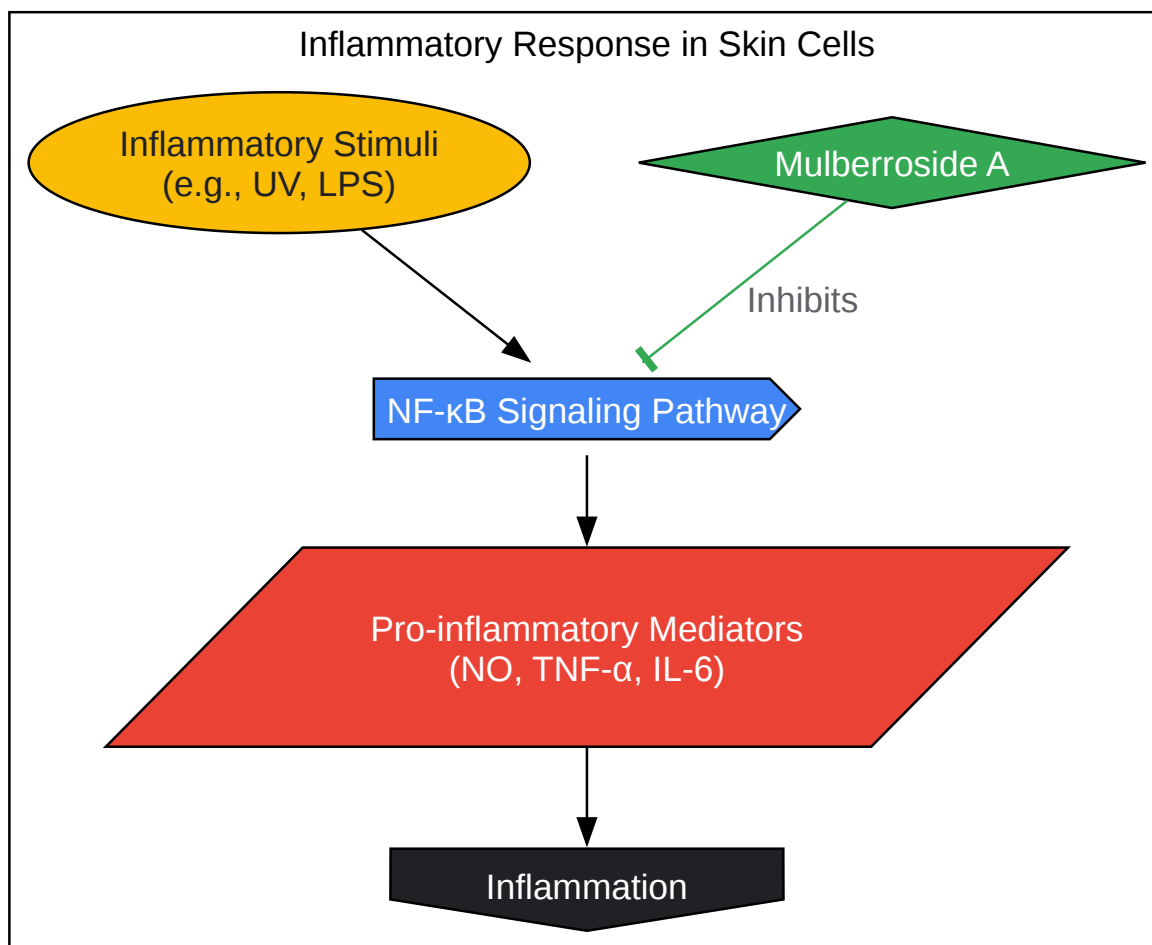 Inflammatory Response in Skin Cells
Inflammatory Stimuli
(e.g., UV, LPS)
Mulberroside A
Inhibits
NF-κB Signaling Pathway
Pro-inflammatory Mediators
(NO, TNF-α, IL-6)
Inflammation